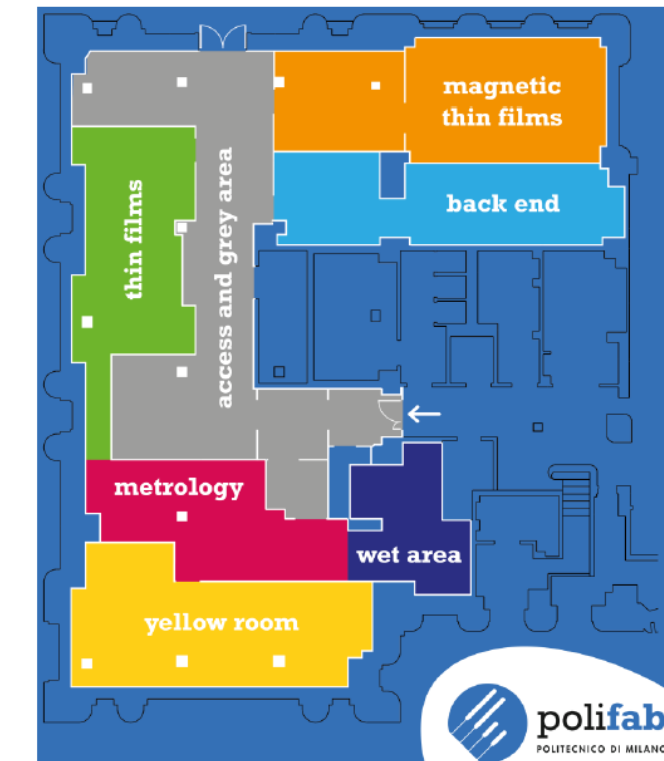 magnetic
thin films
back end
thin films
access and grey area
metrology
wet area
yellow room
polifab
POLITECNICO DI MILANO